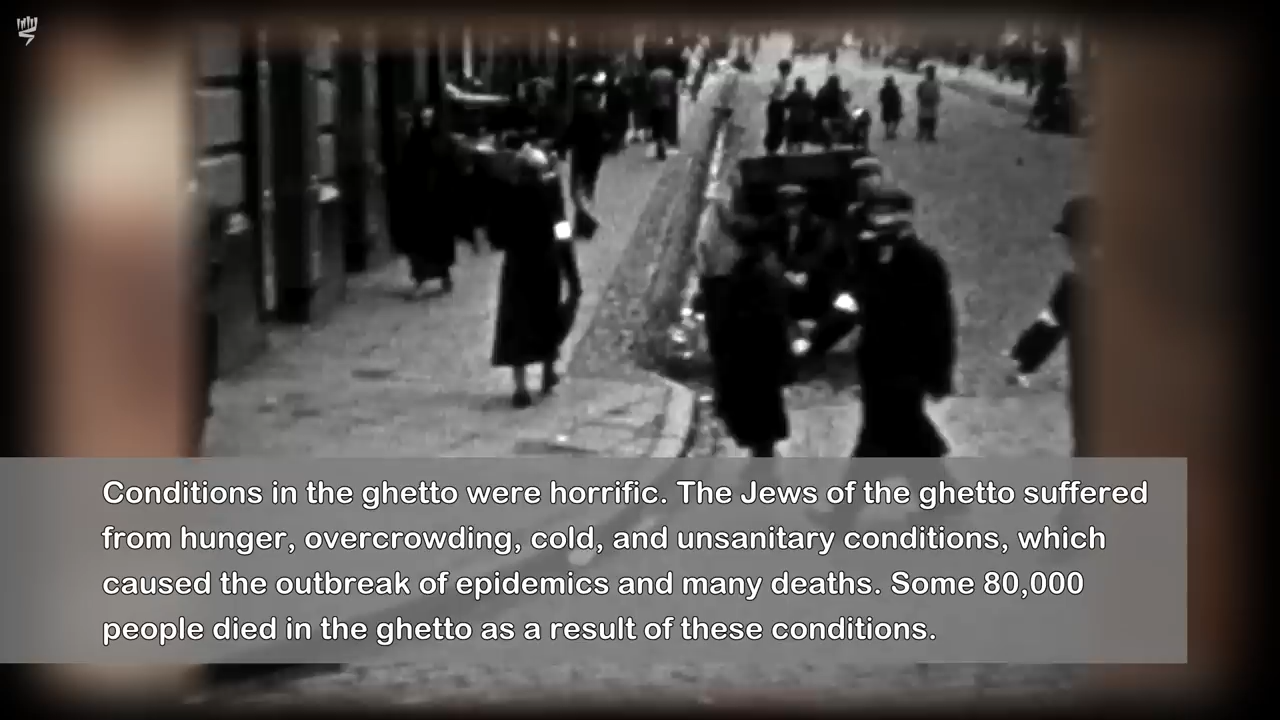 Conditions in the ghetto were horrific. The Jews of the ghetto suffered
from hunger, overcrowding, cold, and unsanitary conditions, which
caused the outbreak of epidemics and many deaths. Some 80,000
people died in the ghetto as a result of these conditions.